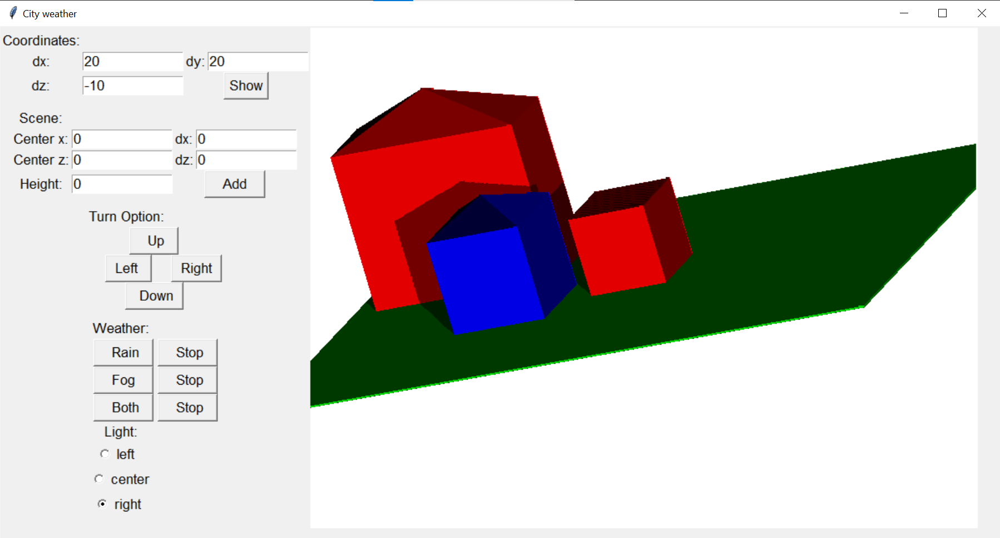 City weather
Coordinates:
dx: 20 dy: 20
dz: -10 Show
Scene:
Center x: 0 dx: 0
Center z: 0 dz: 0
Height: 0 Add
Turn Option:
Up
Left Right
Down
Weather:
Rain Stop
Fog Stop
Both Stop
Light:
left
center
right